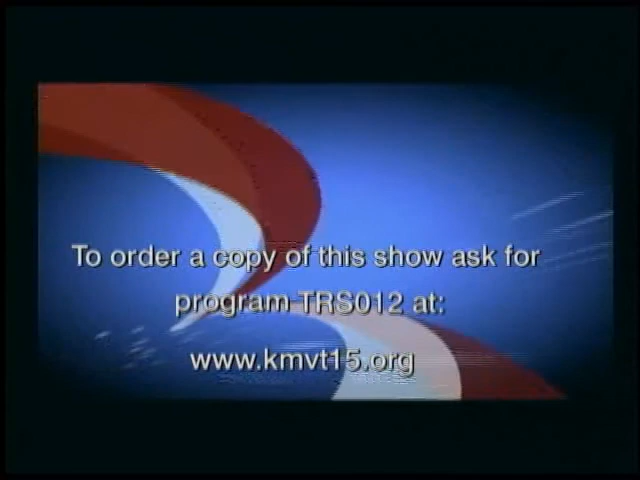 To order a copy of this show ask for
program TRS012 at:
www.kmvt15.org